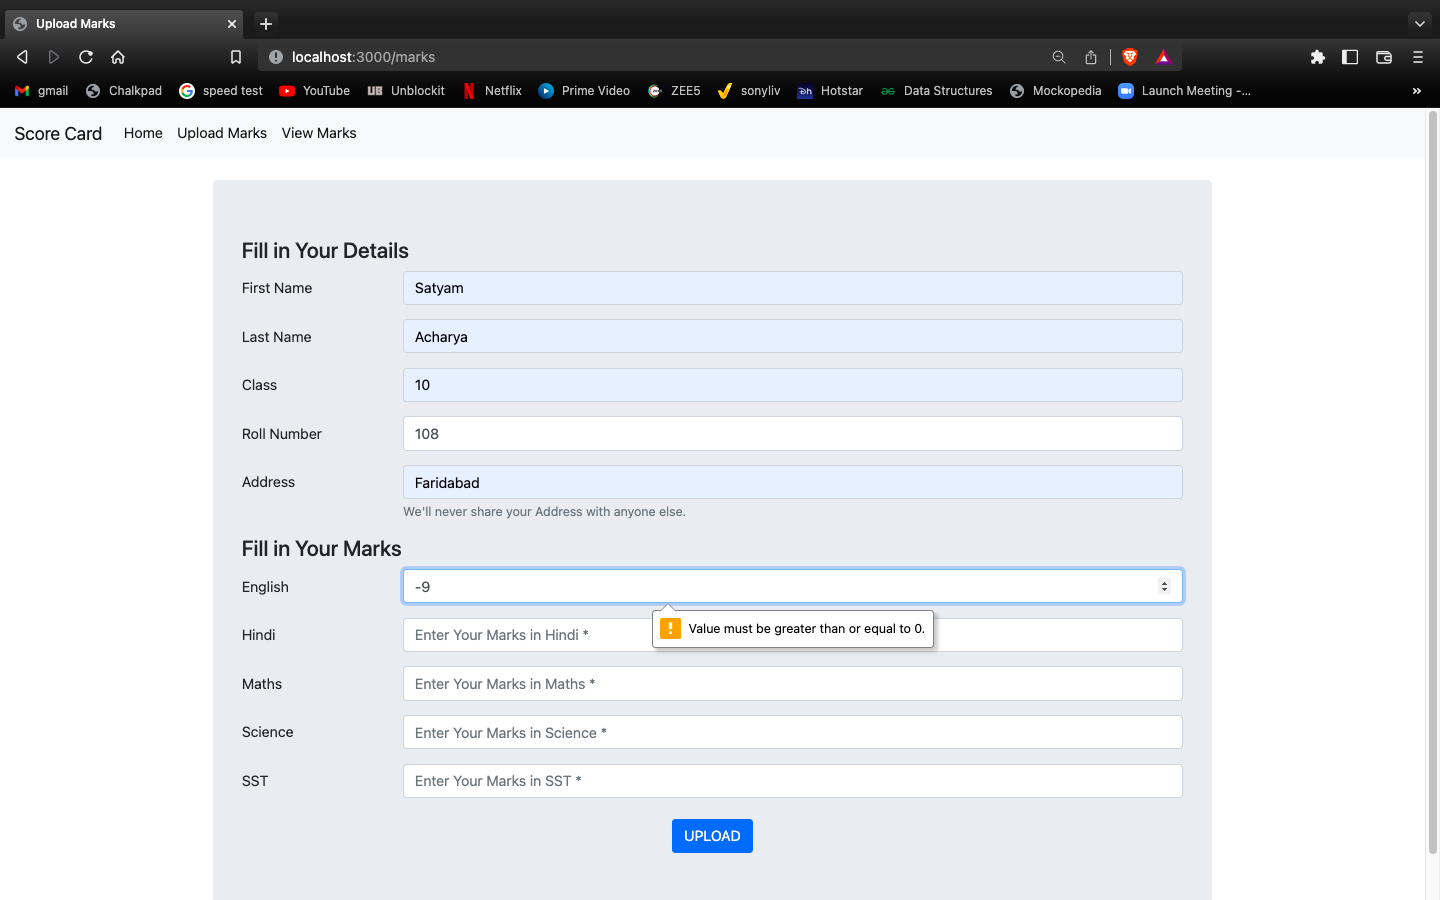 Upload Marks
localhost:3000/marks
gmail Chalkpad speed test YouTube UB Unblockit Netflix Prime Video ZEE5 sonyliv Hotstar Data Structures Mockopedia Launch Meeting -...
Score Card Home Upload Marks View Marks
Fill in Your Details
First Name Satyam
Last Name Acharya
Class 10
Roll Number 108
Address Faridabad
We'll never share your Address with anyone else.
Fill in Your Marks
English -9
Value must be greater than or equal to 0.
Hindi Enter Your Marks in Hindi *
Maths Enter Your Marks in Maths *
Science Enter Your Marks in Science *
SST Enter Your Marks in SST *
UPLOAD